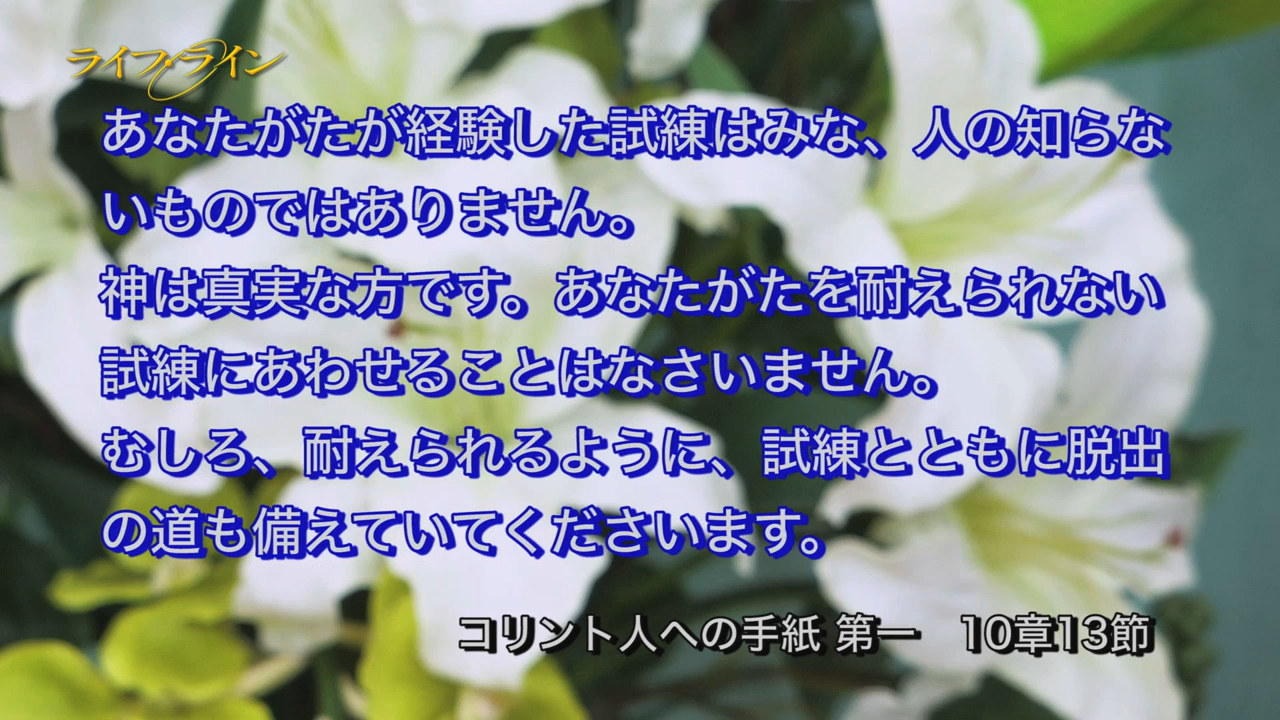 ライフ・ライン
あなたがたが経験した試練はみな、人の知らな
いものではありません。
神は真実な方です。あなたがたを耐えられない
試練にあわせることはなさいません。
むしろ、耐えられるように、試練とともに脱出
の道も備えていてくださいます。
コリント人への手紙 第一　10章13節